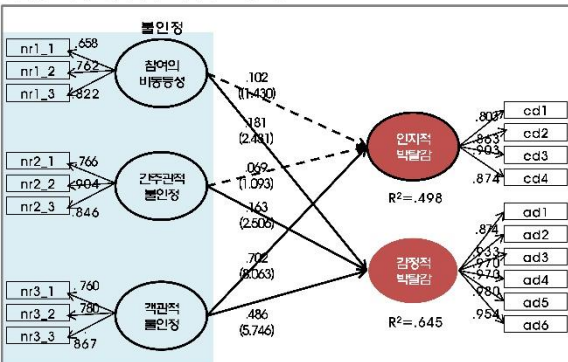 불인정
nr1_1
nr1_2
nr1_3
.658
.762
.822
참여의
비동등성
nr2_1
nr2_2
nr2_3
.766
.904
.846
간주관적
불인정
nr3_1
nr3_2
nr3_3
.760
.780
.867
객관적
불인정
.102
(1.430)
.181
(2.481)
.069
(1.093)
.163
(2.505)
.702
(8.063)
.486
(5.746)
인지적
박탈감
R²=.498
.803
.863
.903
.874
cd1
cd2
cd3
cd4
감정적
박탈감
R²=.645
.874
.933
.970
.970
.980
.954
ad1
ad2
ad3
ad4
ad5
ad6